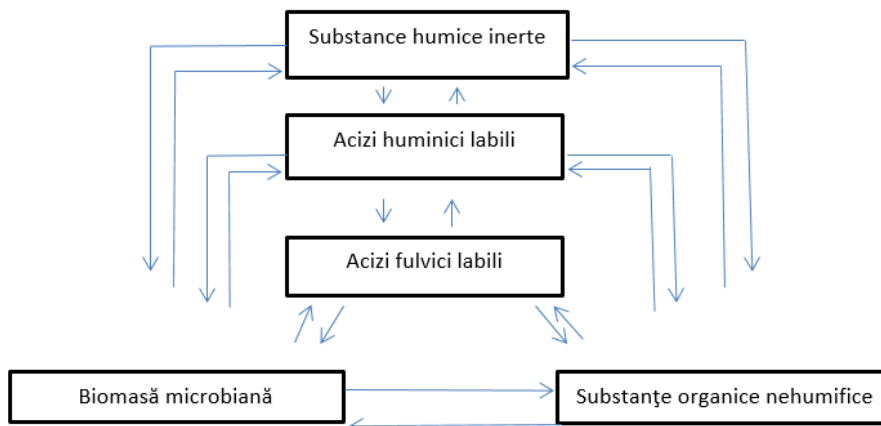 Substance humice inerte
Acizi huminici labili
Acizi fulvici labili
Biomasă microbiană
Substanţe organice nehumifice